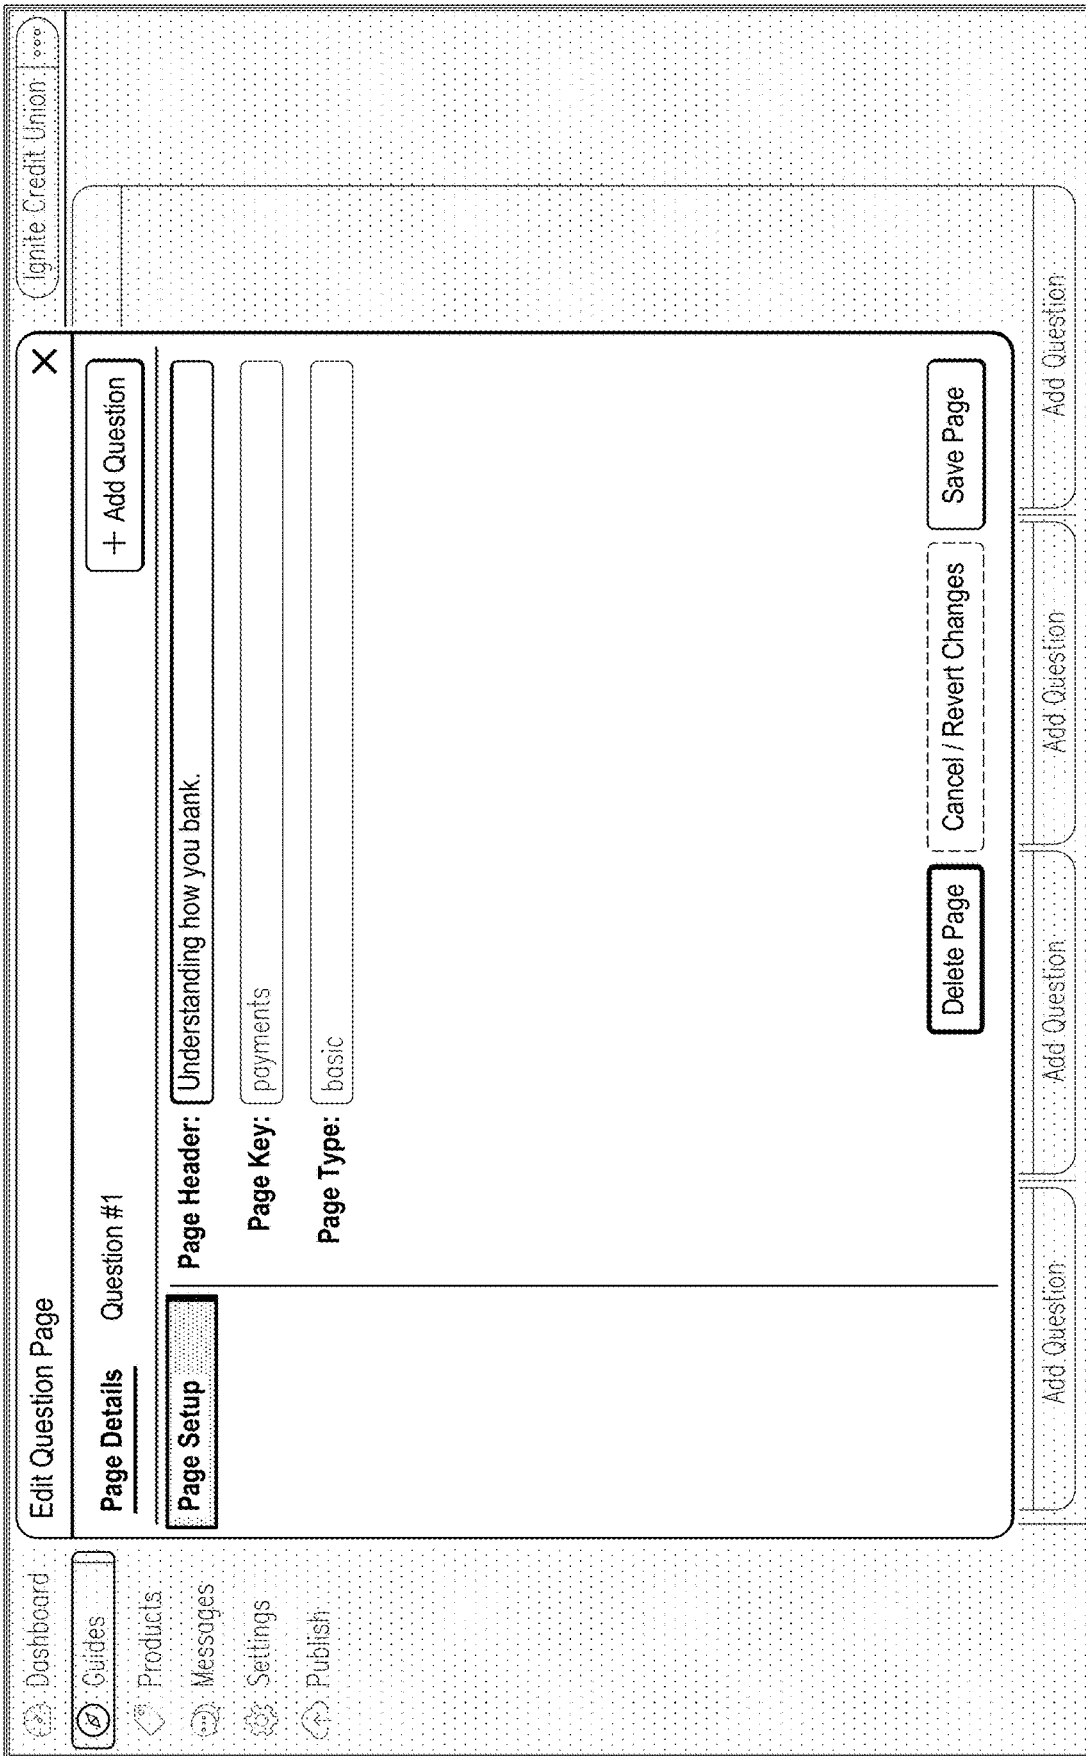 Dashboard
Guides
Products
Messages
Settings
Publish
Ignite Credit Union
Edit Question Page
X
Page Details Question #1
+ Add Question
Page Setup
Page Header: Understanding how you bank.
Page Key: payments
Page Type: basic
Delete Page Cancel / Revert Changes Save Page
Add Question Add Question Add Question Add Question